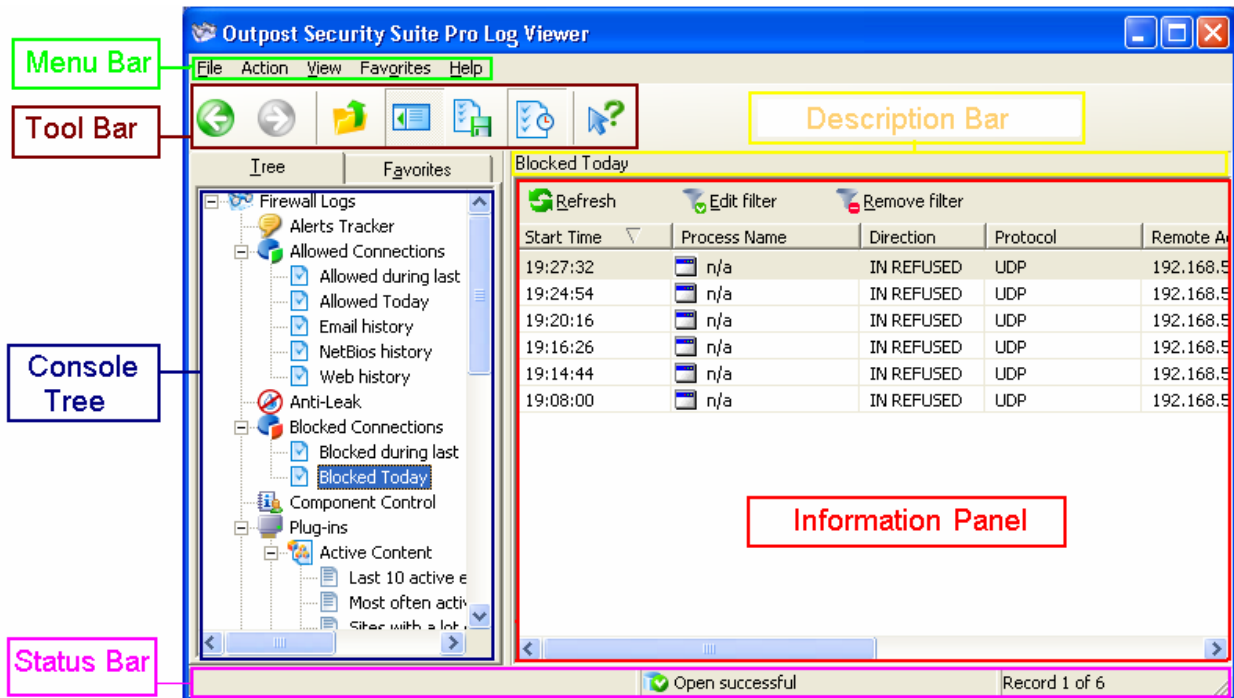 Outpost Security Suite Pro Log Viewer
Menu Bar
File Action View Favorites Help
Tool Bar
Description Bar
Tree Favorites
Blocked Today
Console Tree
Firewall Logs
Alerts Tracker
Allowed Connections
Allowed during last
Allowed Today
Email history
NetBios history
Web history
Anti-Leak
Blocked Connections
Blocked during last
Blocked Today
Component Control
Plug-ins
Active Content
Last 10 active e
Most often activ
Sites with a lot
Refresh Edit filter Remove filter
Start Time Process Name Direction Protocol Remote A
19:27:32 n/a IN REFUSED UDP 192.168.5
19:24:54 n/a IN REFUSED UDP 192.168.5
19:20:16 n/a IN REFUSED UDP 192.168.5
19:16:26 n/a IN REFUSED UDP 192.168.5
19:14:44 n/a IN REFUSED UDP 192.168.5
19:08:00 n/a IN REFUSED UDP 192.168.5
Information Panel
Status Bar
Open successful Record 1 of 6